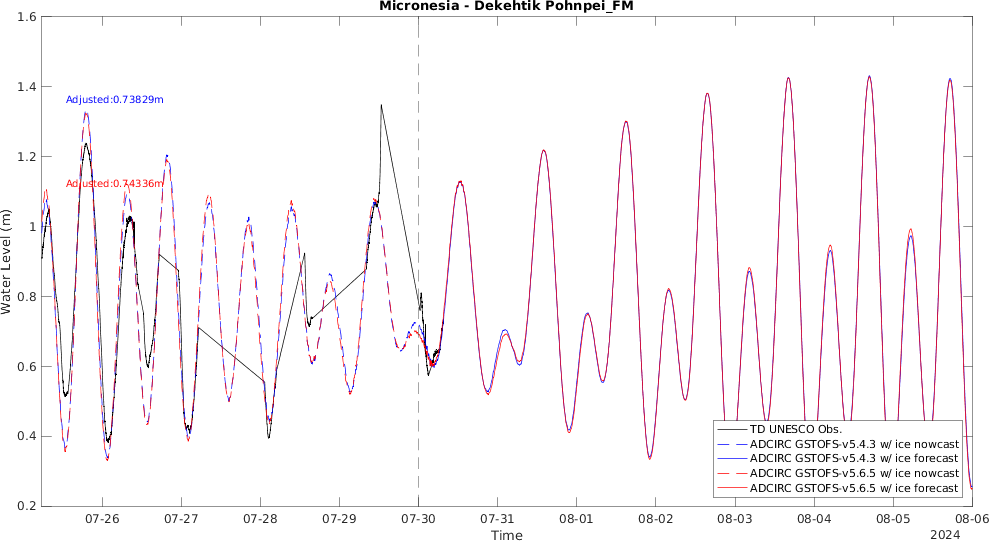 Micronesia - Dekehtik Pohnpei_FM
1.6
1.4
1.2
1
0.8
0.6
0.4
0.2
Water Level (m)
Adjusted:0.73829m
Adjusted:0.74336m
TD UNESCO Obs.
ADCIRC GSTOFS-v5.4.3 w/ ice nowcast
ADCIRC GSTOFS-v5.4.3 w/ ice forecast
ADCIRC GSTOFS-v5.6.5 w/ ice nowcast
ADCIRC GSTOFS-v5.6.5 w/ ice forecast
07-26 07-27 07-28 07-29 07-30 07-31 08-01 08-02 08-03 08-04 08-05 08-06
Time
2024